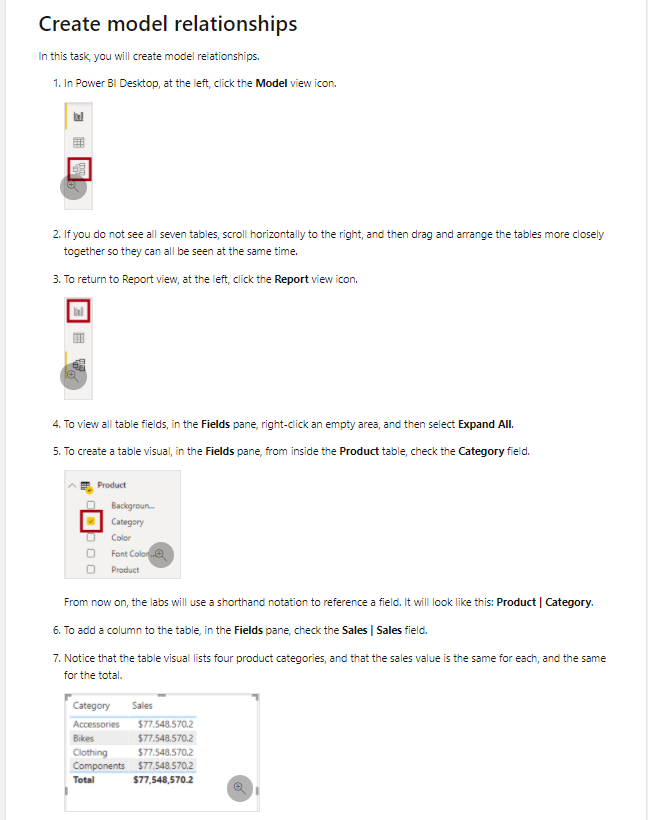 Create model relationships
In this task, you will create model relationships.
1. In Power BI Desktop, at the left, click the Model view icon.
2. If you do not see all seven tables, scroll horizontally to the right, and then drag and arrange the tables more closely
together so they can all be seen at the same time.
3. To return to Report view, at the left, click the Report view icon.
4. To view all table fields, in the Fields pane, right-click an empty area, and then select Expand All.
5. To create a table visual, in the Fields pane, from inside the Product table, check the Category field.
Product
Backgroun...
Category
Color
Font Color
Product
From now on, the labs will use a shorthand notation to reference a field. It will look like this: Product | Category.
6. To add a column to the table, in the Fields pane, check the Sales | Sales field.
7. Notice that the table visual lists four product categories, and that the sales value is the same for each, and the same
for the total.
Category Sales
Accessories $77,548,570.2
Bikes $77,548,570.2
Clothing $77,548,570.2
Components $77,548,570.2
Total $77,548,570.2